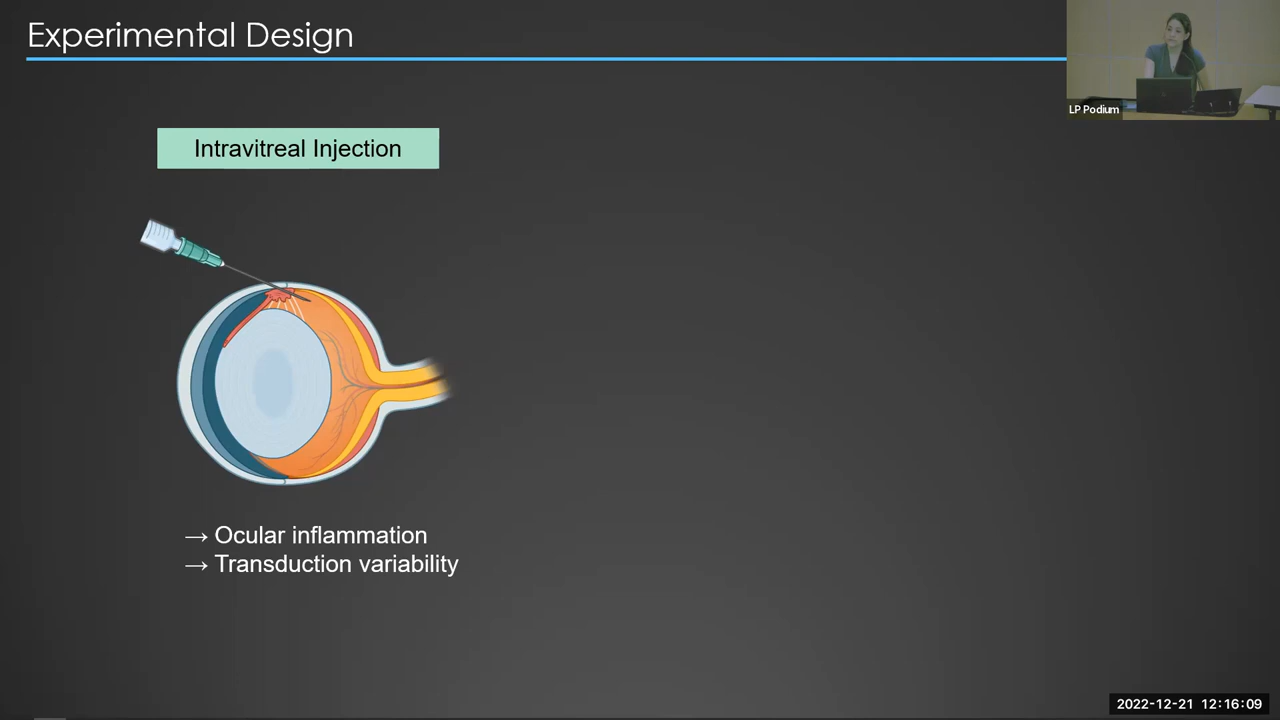 Experimental Design
LP Podium
Intravitreal Injection
→ Ocular inflammation
→ Transduction variability
2022-12-21 12:16:09